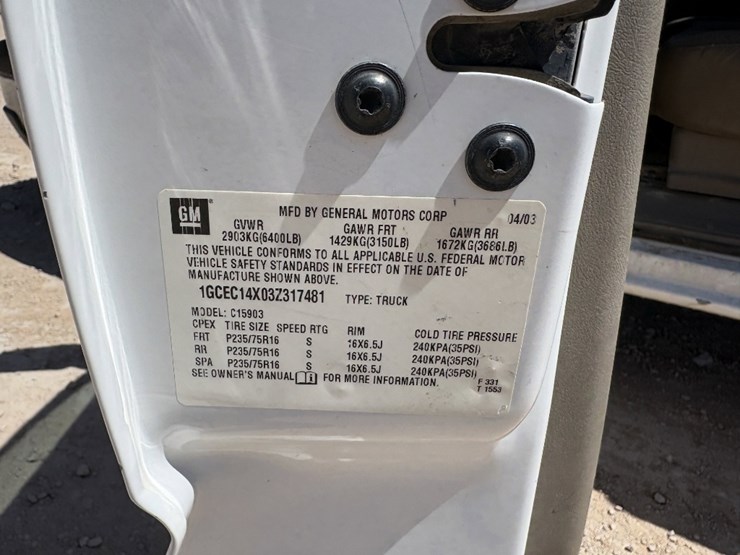 GM
MFD BY GENERAL MOTORS CORP 04/03
GVWR GAWR FRT GAWR RR
2903KG(6400LB) 1429KG(3150LB) 1672KG(3686LB)
THIS VEHICLE CONFORMS TO ALL APPLICABLE U.S. FEDERAL MOTOR
VEHICLE SAFETY STANDARDS IN EFFECT ON THE DATE OF
MANUFACTURE SHOWN ABOVE.
1GCEC14X03Z317481 TYPE: TRUCK
MODEL: C15903
CPEX TIRE SIZE SPEED RTG RIM COLD TIRE PRESSURE
FRT P235/75R16 S 16X6.5J 240KPA(35PSI)
RR P235/75R16 S 16X6.5J 240KPA(35PSI)
SPA P235/75R16 S 16X6.5J 240KPA(35PSI)
SEE OWNER'S MANUAL FOR MORE INFORMATION.
F 331
T 1553